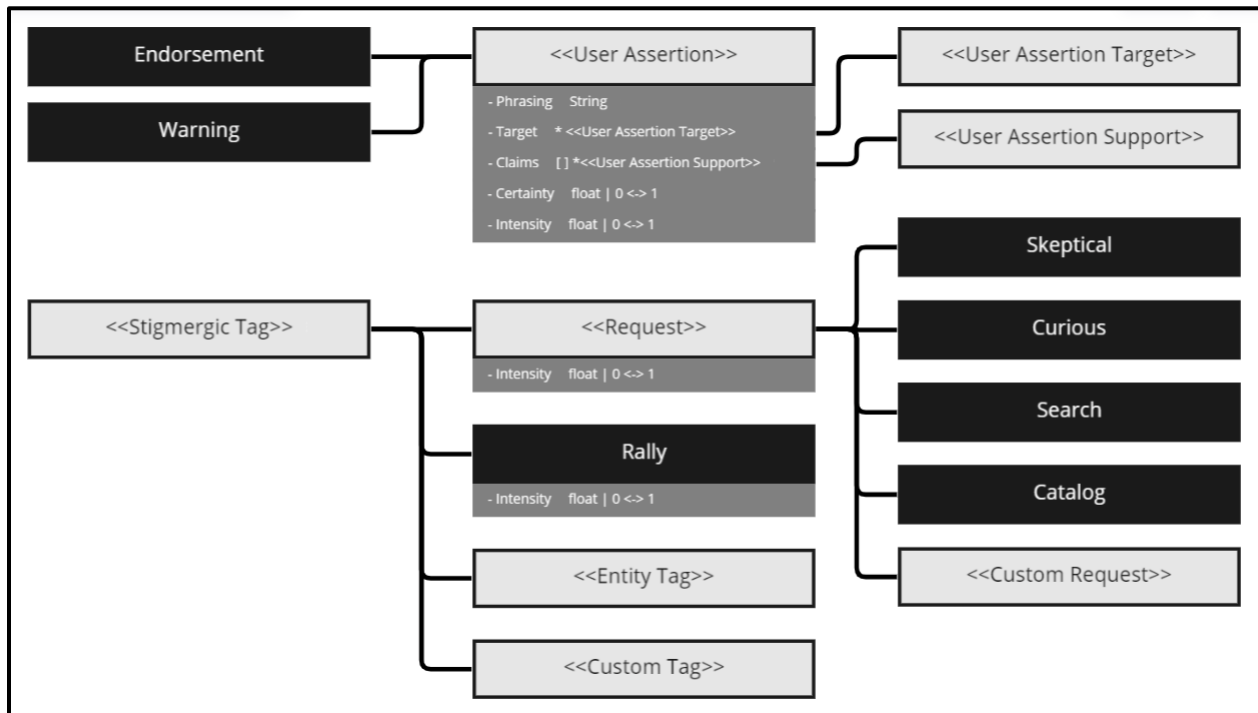 Endorsement
Warning
<<User Assertion>>
- Phrasing String
- Target * <<User Assertion Target>>
- Claims [ ] *<<User Assertion Support>>
- Certainty float | 0 <-> 1
- Intensity float | 0 <-> 1
<<User Assertion Target>>
<<User Assertion Support>>
<<Stigmergic Tag>>
<<Request>>
- Intensity float | 0 <-> 1
Rally
- Intensity float | 0 <-> 1
<<Entity Tag>>
<<Custom Tag>>
Skeptical
Curious
Search
Catalog
<<Custom Request>>